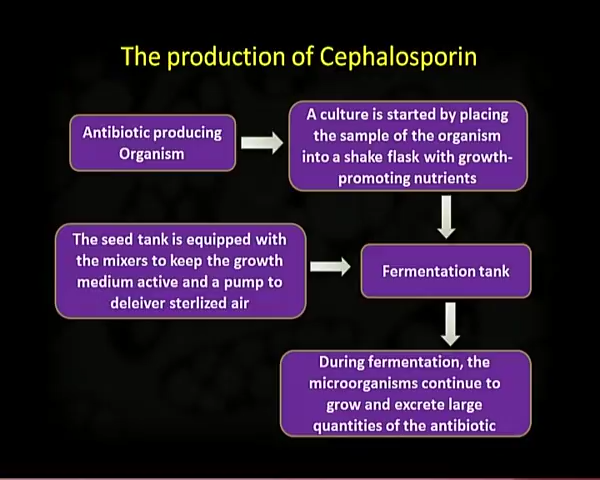 The production of Cephalosporin
Antibiotic producing
Organism
A culture is started by placing
the sample of the organism
into a shake flask with growth-
promoting nutrients
The seed tank is equipped with
the mixers to keep the growth
medium active and a pump to
deleiver sterlized air
Fermentation tank
During fermentation, the
microorganisms continue to
grow and excrete large
quantities of the antibiotic